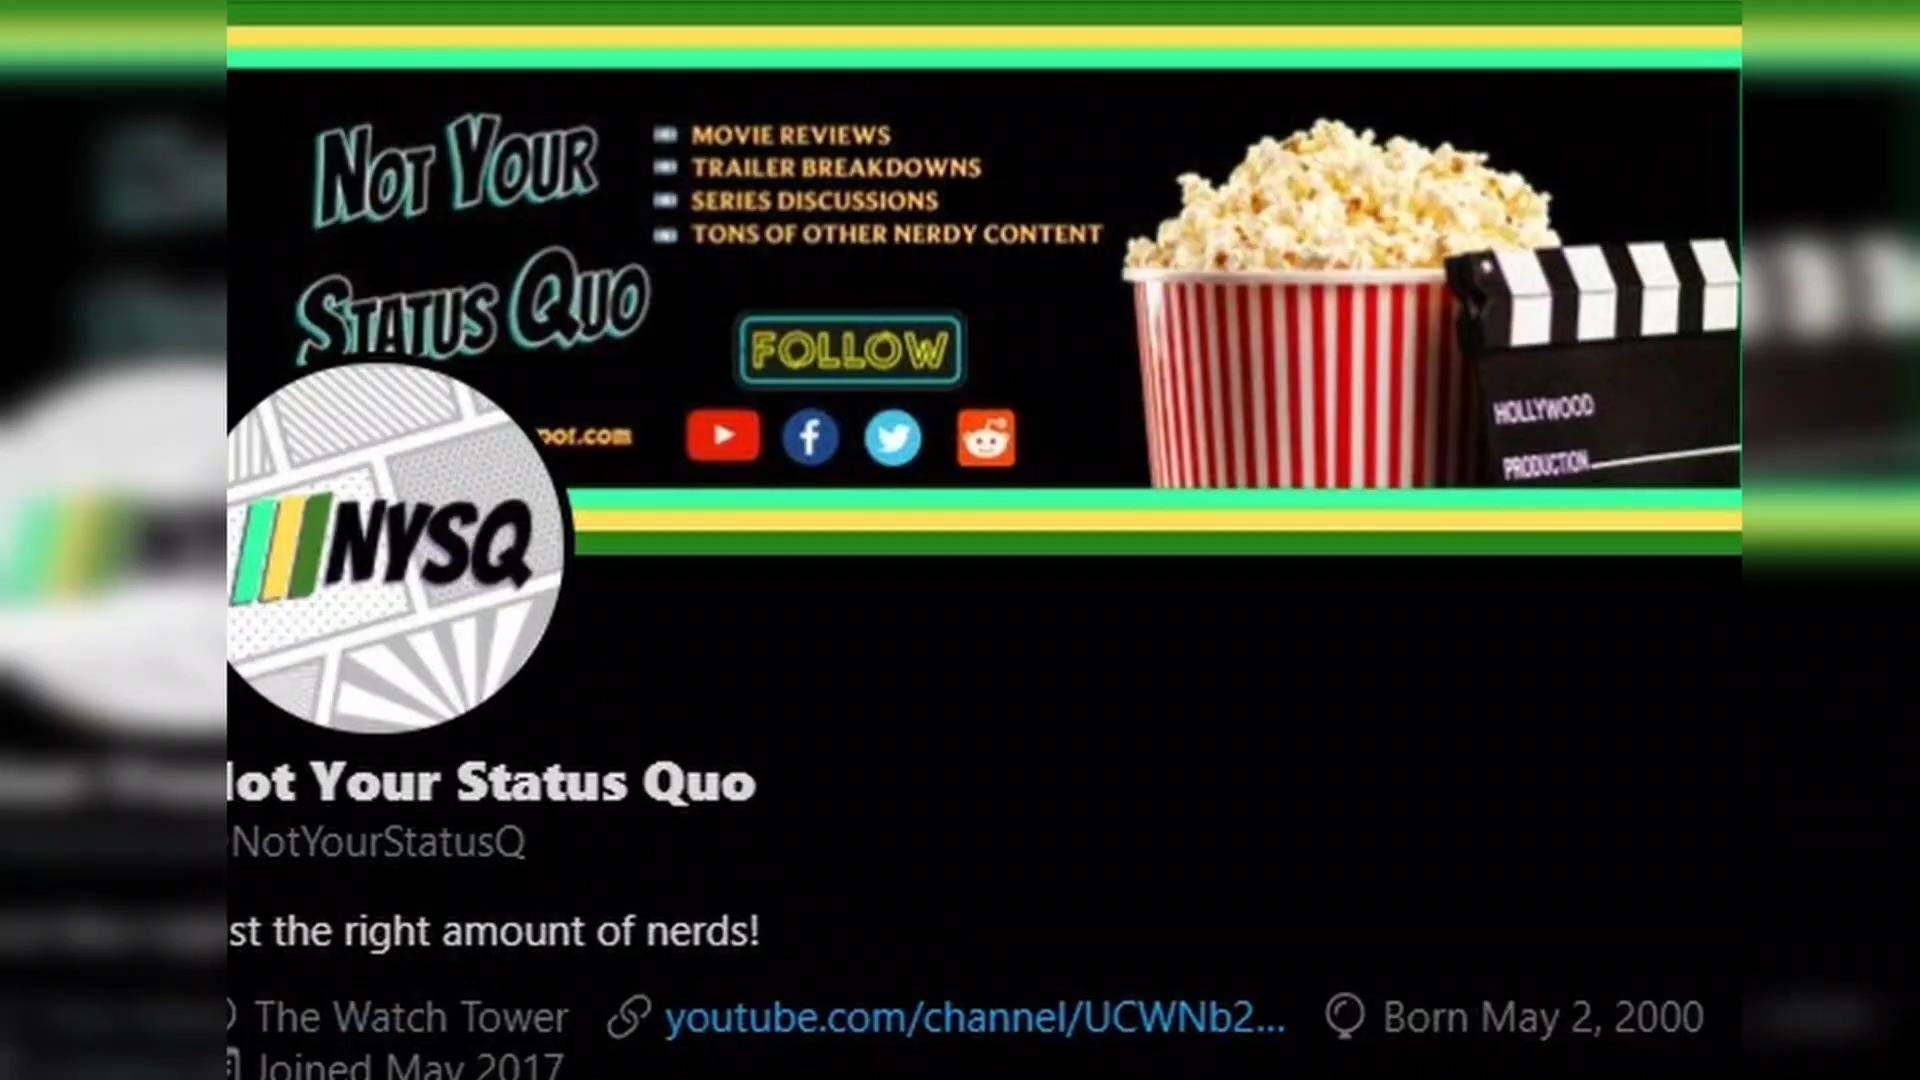 NOT YOUR
STATUS QUO
MOVIE REVIEWS
TRAILER BREAKDOWNS
SERIES DISCUSSIONS
TONS OF OTHER NERDY CONTENT
FOLLOW
HOLLYWOOD
PRODUCTION
NYSQ
Your Status Quo
NotYourStatusQ
the right amount of nerds!
The Watch Tower
youtube.com/channel/UCWNb2...
Born May 2, 2000
Joined May 2017